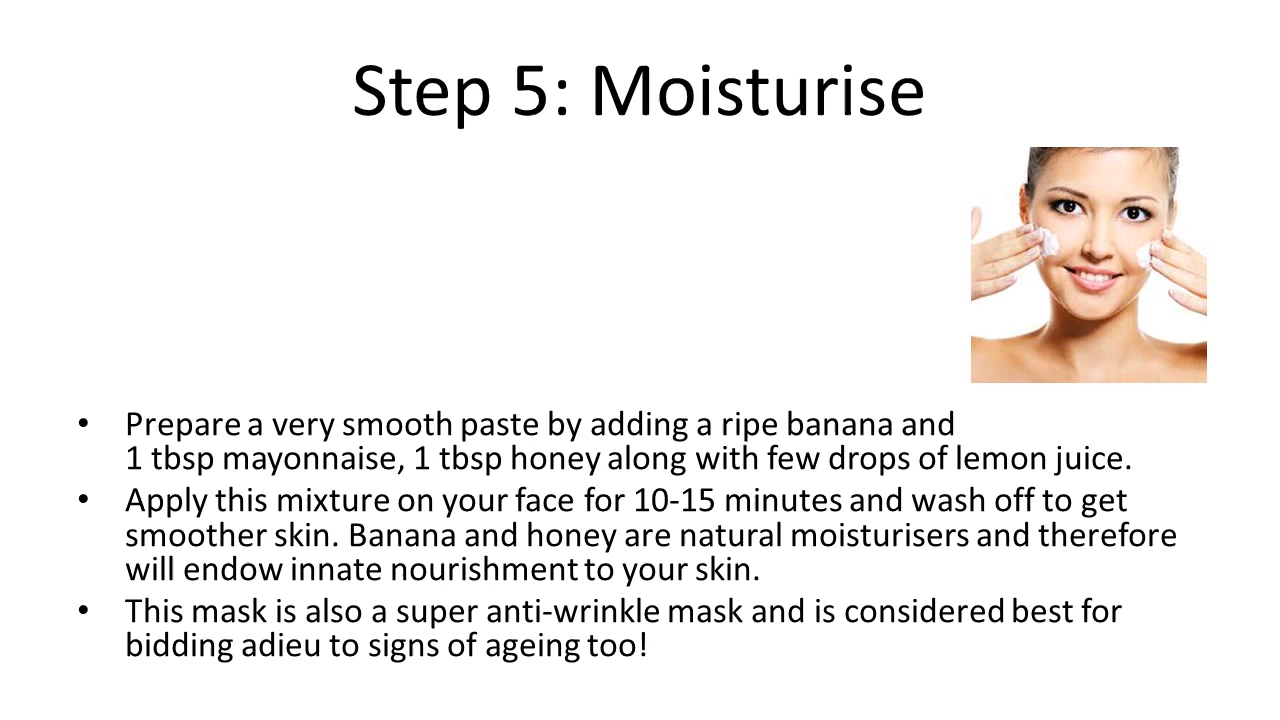 Step 5: Moisturise
• Prepare a very smooth paste by adding a ripe banana and
1 tbsp mayonnaise, 1 tbsp honey along with few drops of lemon juice.
• Apply this mixture on your face for 10-15 minutes and wash off to get
smoother skin. Banana and honey are natural moisturisers and therefore
will endow innate nourishment to your skin.
• This mask is also a super anti-wrinkle mask and is considered best for
bidding adieu to signs of ageing too!